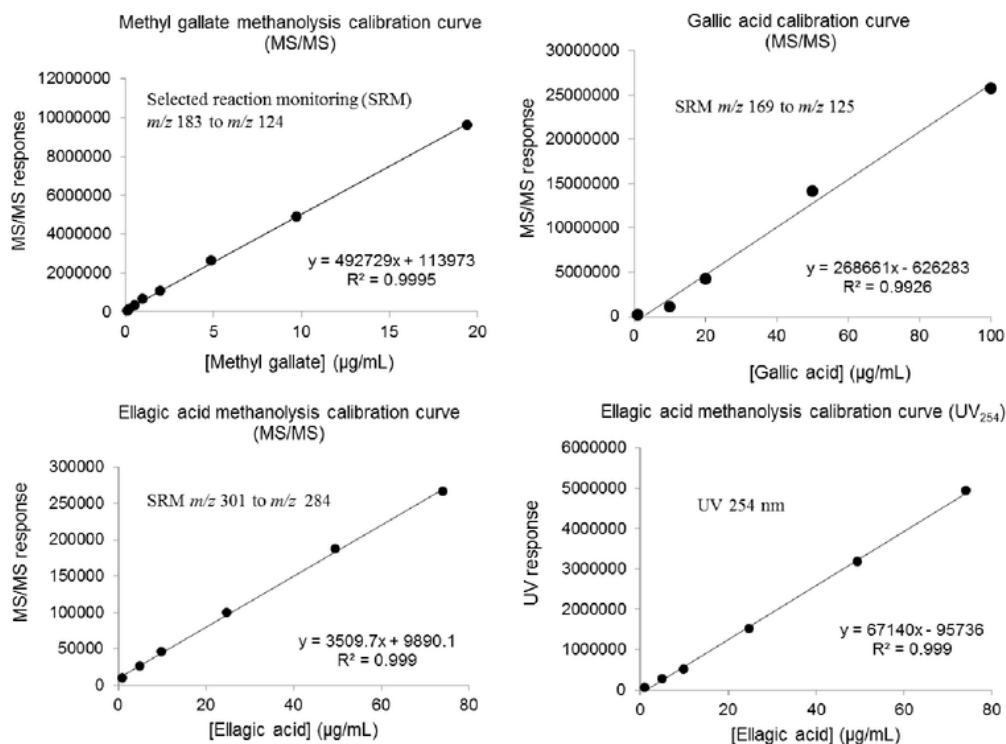 Methyl gallate methanolysis calibration curve
(MS/MS)
12000000
10000000
8000000
6000000
4000000
2000000
0
MS/MS response
Selected reaction monitoring (SRM)
m/z 183 to m/z 124
y = 492729x + 113973
R² = 0.9995
0 5 10 15 20
[Methyl gallate] (µg/mL)
Gallic acid calibration curve
(MS/MS)
30000000
25000000
20000000
15000000
10000000
5000000
0
MS/MS response
SRM m/z 169 to m/z 125
y = 268661x - 626283
R² = 0.9926
0 20 40 60 80 100
[Gallic acid] (µg/mL)
Ellagic acid methanolysis calibration curve
(MS/MS)
300000
250000
200000
150000
100000
50000
0
MS/MS response
SRM m/z 301 to m/z 284
y = 3509.7x + 9890.1
R² = 0.999
0 20 40 60 80
[Ellagic acid] (µg/mL)
Ellagic acid methanolysis calibration curve (UV₂₅₄)
6000000
5000000
4000000
3000000
2000000
1000000
0
UV response
UV 254 nm
y = 67140x - 95736
R² = 0.999
0 20 40 60 80
[Ellagic acid] (µg/mL)